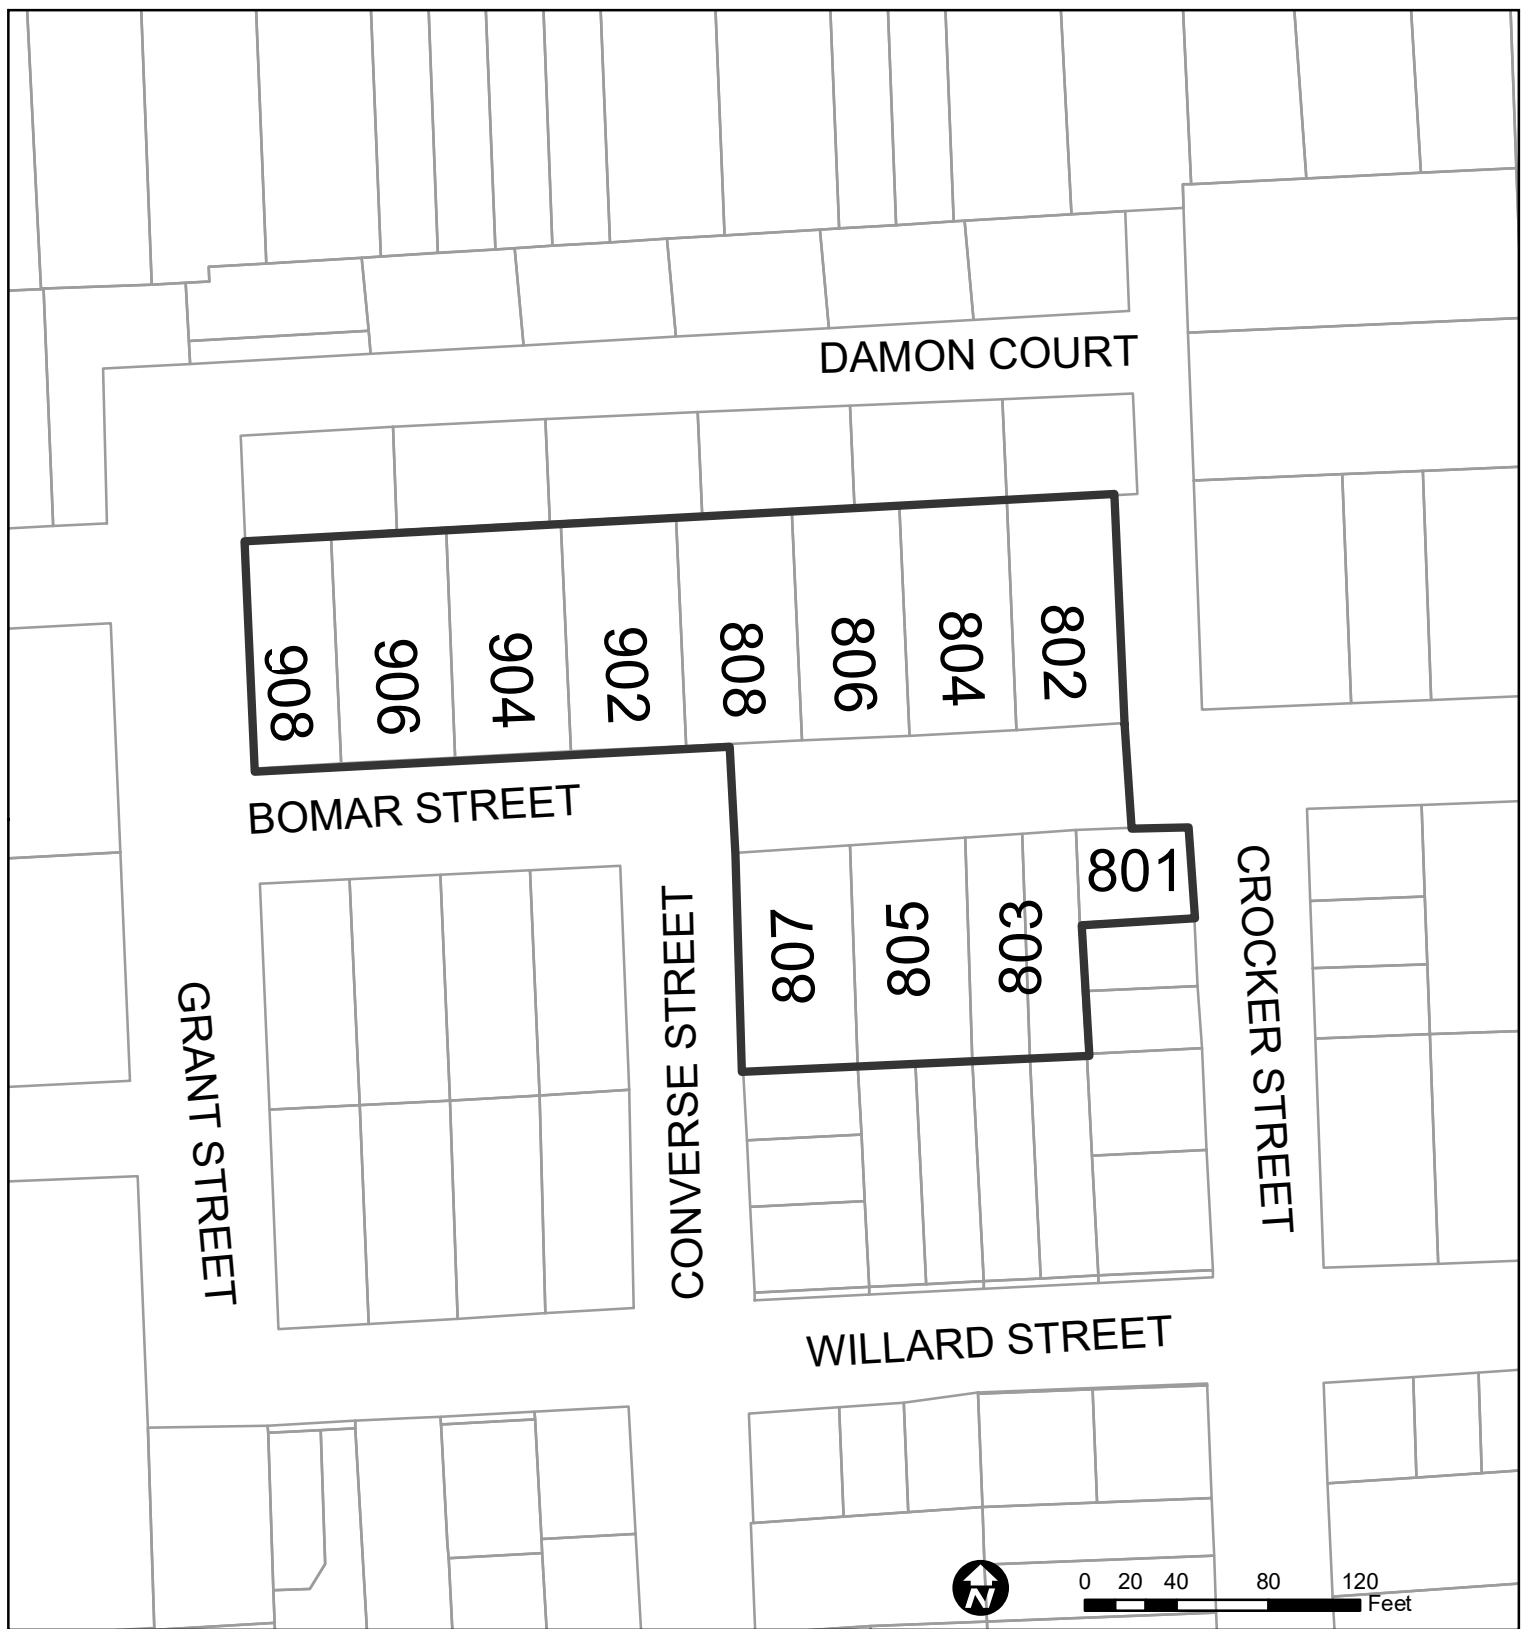 DAMON COURT
908
906
904
902
808
806
804
802
BOMAR STREET
807
805
803
801
GRANT STREET
CONVERSE STREET
CROCKER STREET
WILLARD STREET
N
0 20 40 80 120
Feet